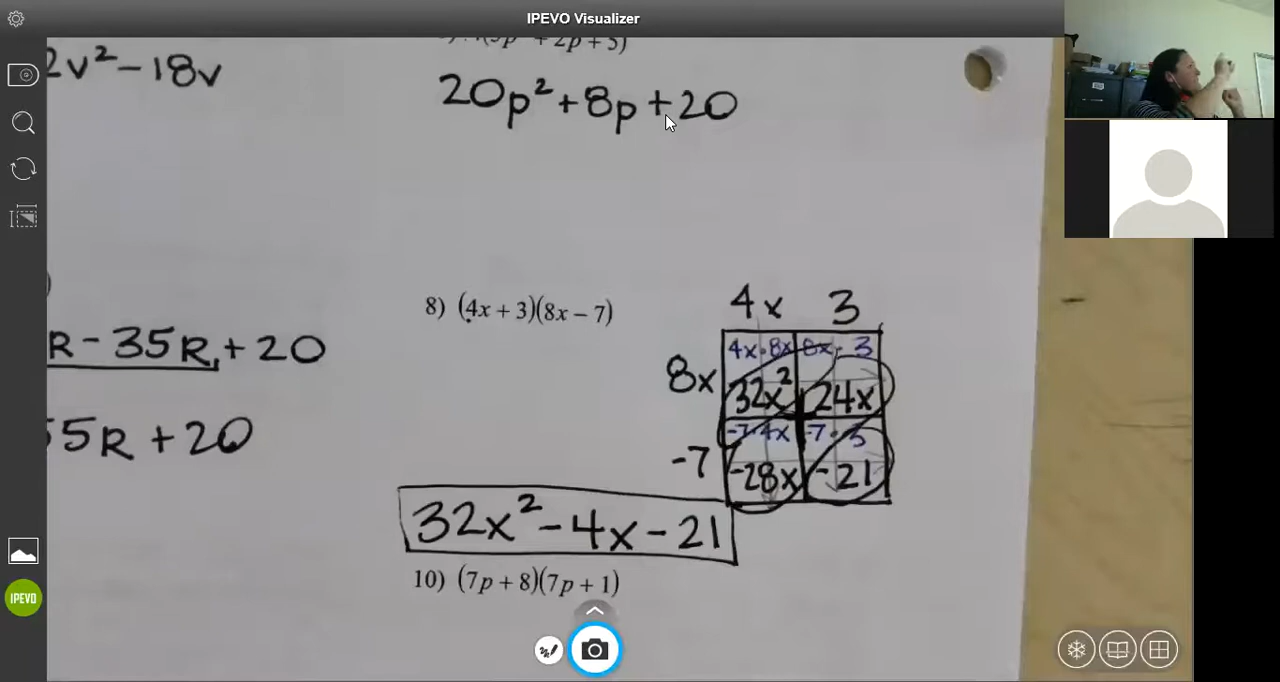 IPEVO Visualizer
2v² − 18v
20p² + 8p + 20
8) (4x + 3)(8x − 7)
4x 3
4x·8x 8x· 3
8x 32x² 24x
-7·4x -7· 3
-7 -28x -21
R − 35R + 20
55R + 20
32x² − 4x − 21
10) (7p + 8)(7p + 1)
IPEVO